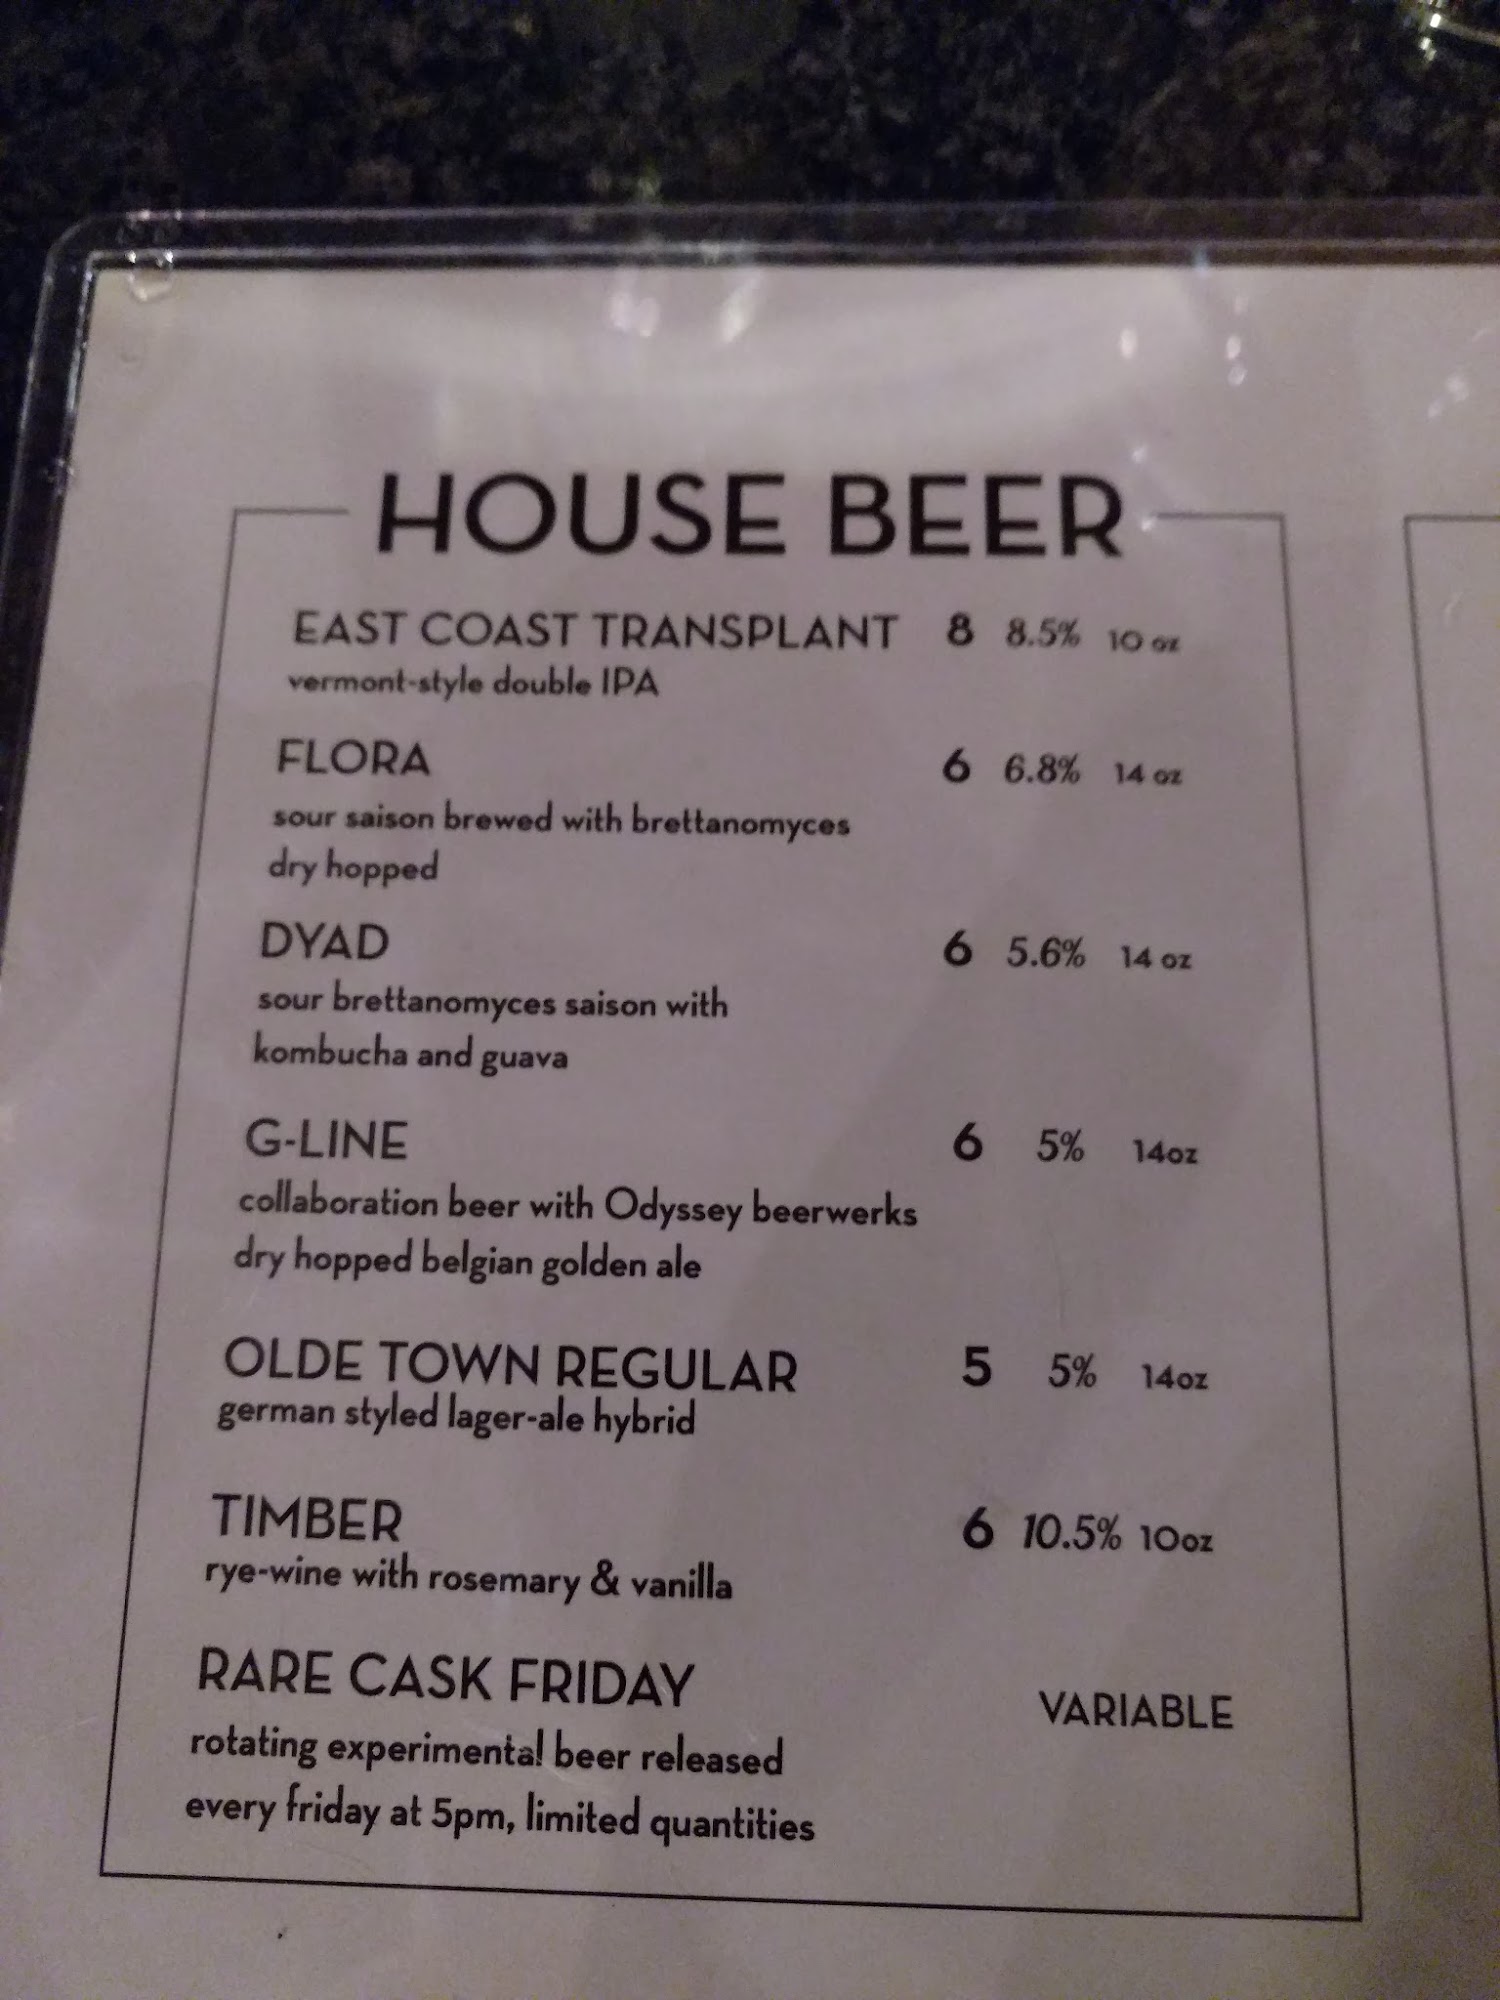 HOUSE BEER
EAST COAST TRANSPLANT 8 8.5% 10 oz
vermont-style double IPA
FLORA 6 6.8% 14 oz
sour saison brewed with brettanomyces
dry hopped
DYAD 6 5.6% 14 oz
sour brettanomyces saison with
kombucha and guava
G-LINE 6 5% 14oz
collaboration beer with Odyssey beerwerks
dry hopped belgian golden ale
OLDE TOWN REGULAR 5 5% 14oz
german styled lager-ale hybrid
TIMBER 6 10.5% 10oz
rye-wine with rosemary & vanilla
RARE CASK FRIDAY VARIABLE
rotating experimental beer released
every friday at 5pm, limited quantities